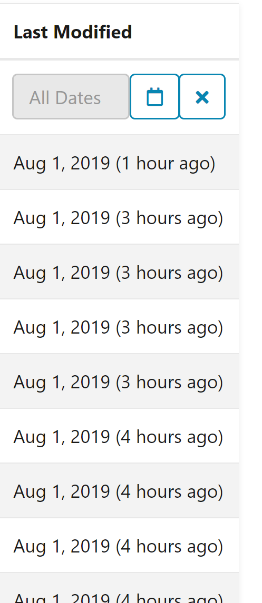 Last Modified
All Dates
Aug 1, 2019 (1 hour ago)
Aug 1, 2019 (3 hours ago)
Aug 1, 2019 (3 hours ago)
Aug 1, 2019 (3 hours ago)
Aug 1, 2019 (3 hours ago)
Aug 1, 2019 (4 hours ago)
Aug 1, 2019 (4 hours ago)
Aug 1, 2019 (4 hours ago)
Aug 1, 2019 (4 hours ago)